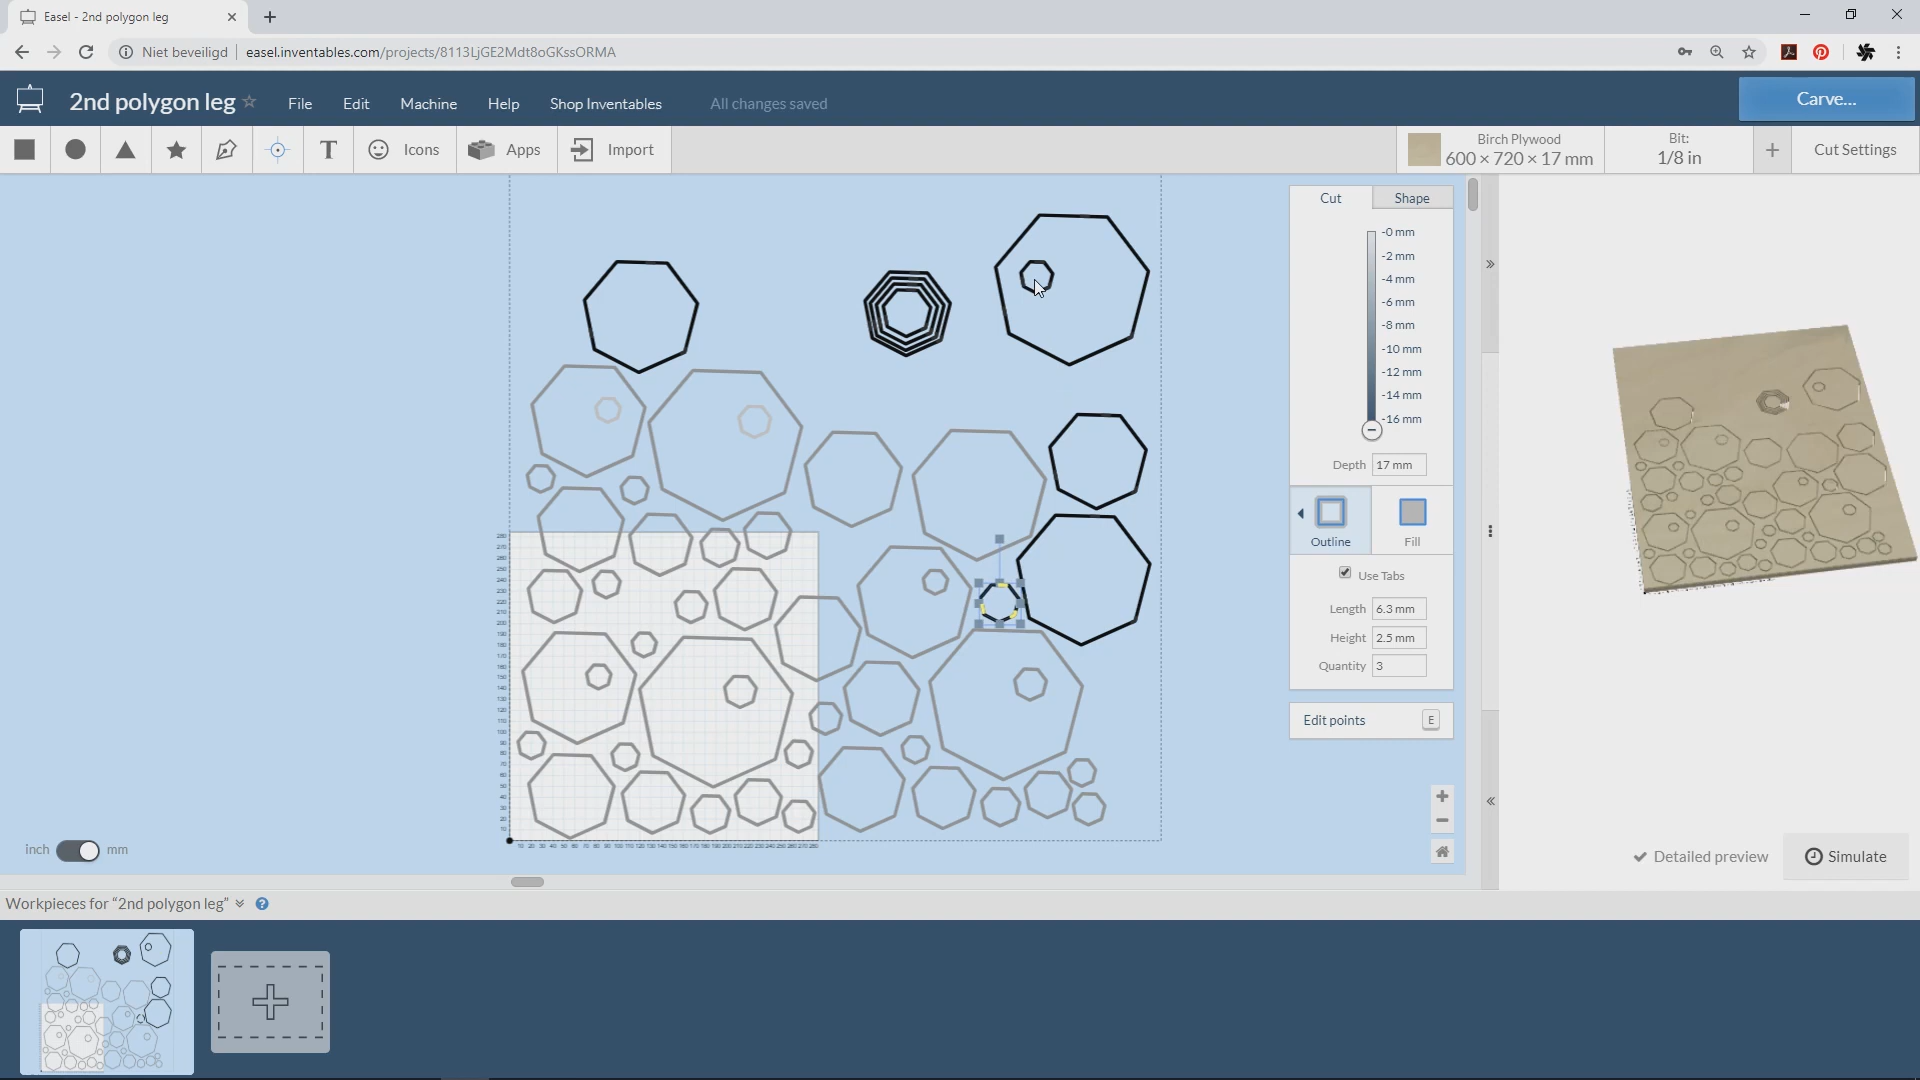 Easel - 2nd polygon leg
Niet beveiligd
easel.inventables.com/projects/8113LjGE2Mdt8oGKssORMA
2nd polygon leg
File
Edit
Machine
Help
Shop Inventables
All changes saved
Carve...
T
Icons
Apps
Import
Birch Plywood
600 × 720 × 17 mm
Bit:
1/8 in
Cut Settings
Cut
Shape
-0 mm
-2 mm
-4 mm
-6 mm
-8 mm
-10 mm
-12 mm
-14 mm
-16 mm
Depth
17 mm
Outline
Fill
Use Tabs
Length
6.3 mm
Height
2.5 mm
Quantity
3
Edit points
E
inch
mm
Detailed preview
Simulate
Workpieces for “2nd polygon leg”
?